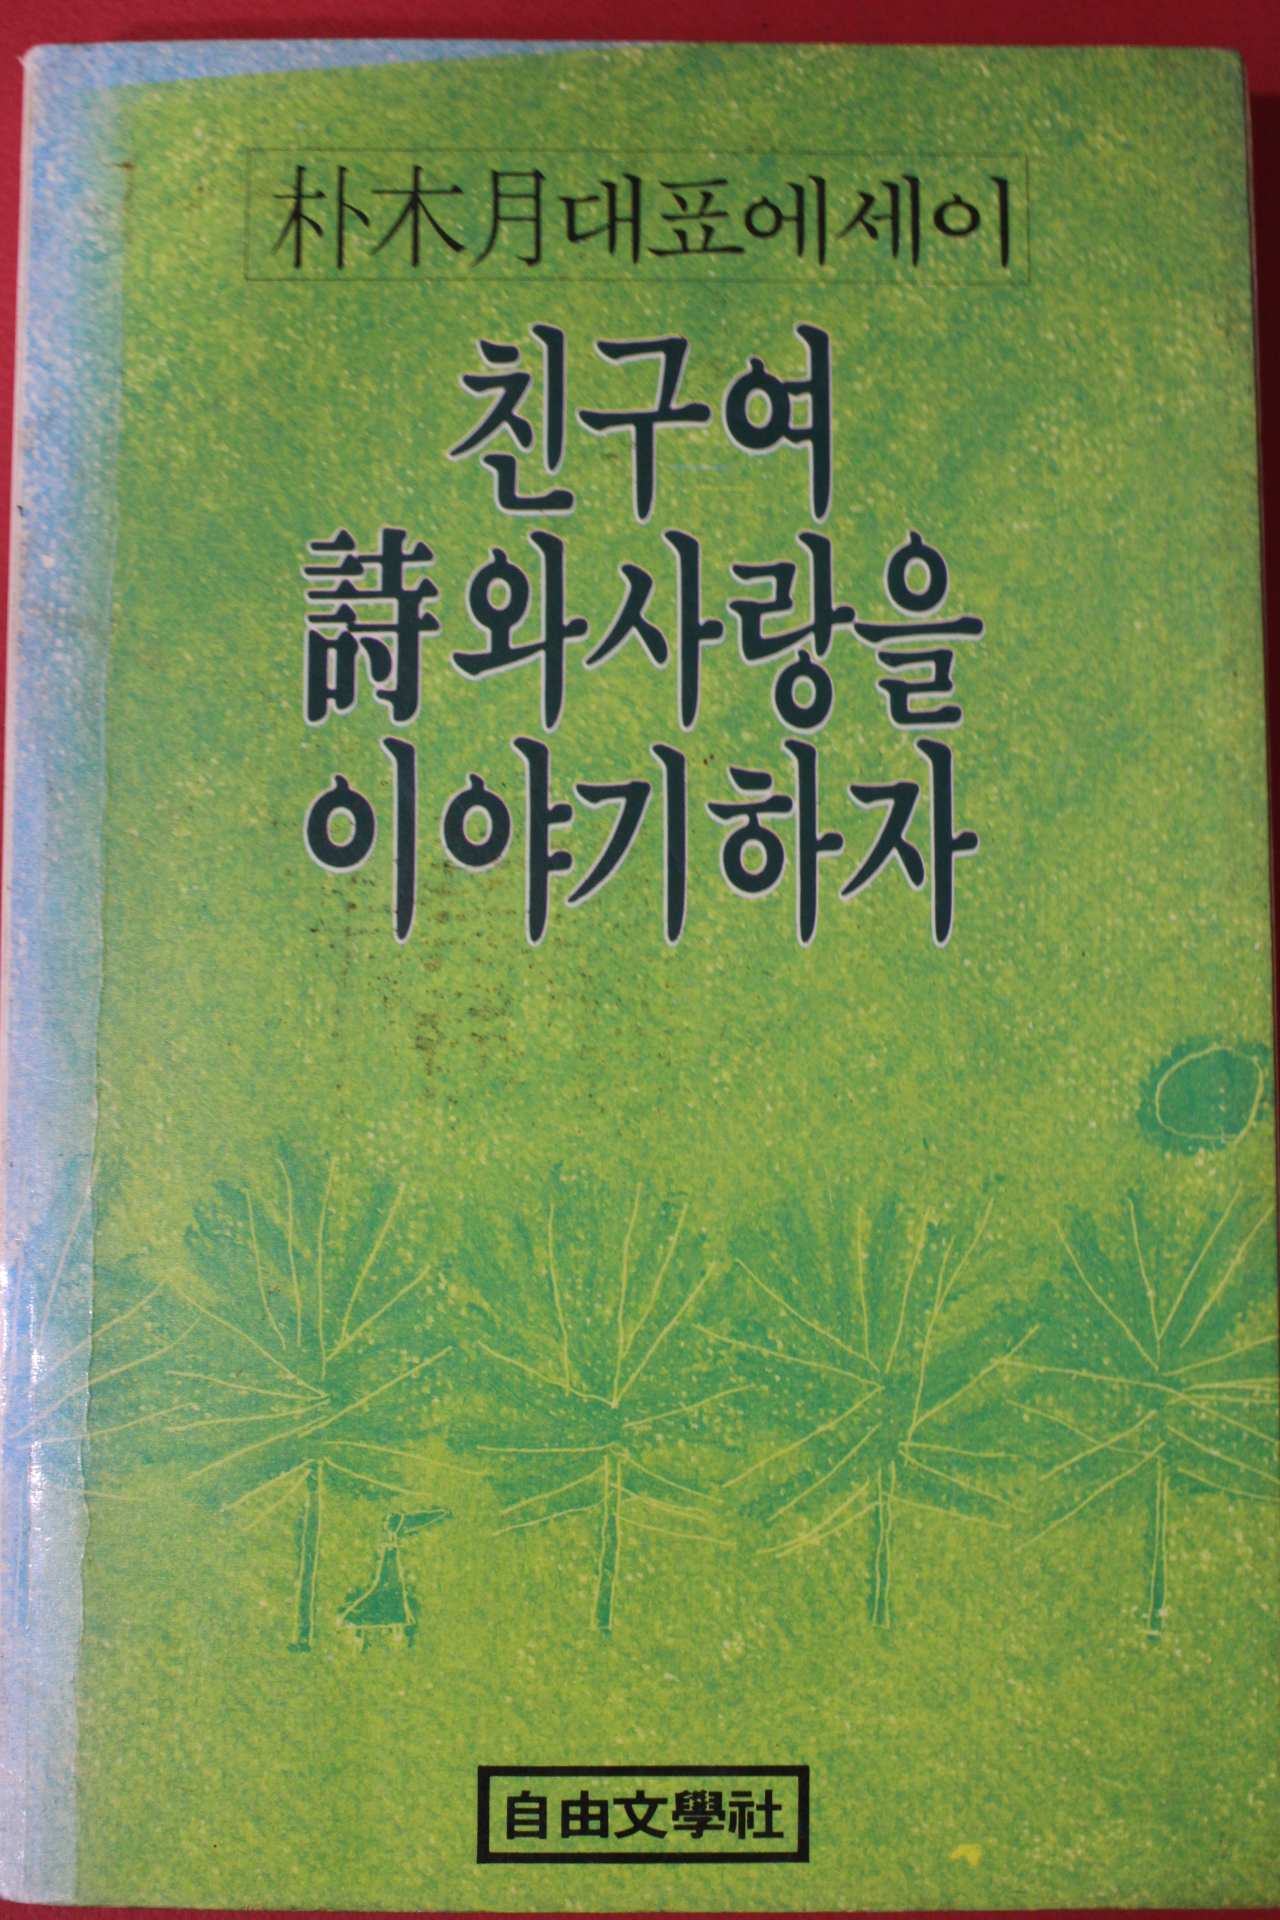 朴木月대표에세이
친구여
詩와사랑을
이야기하자
自由文學社